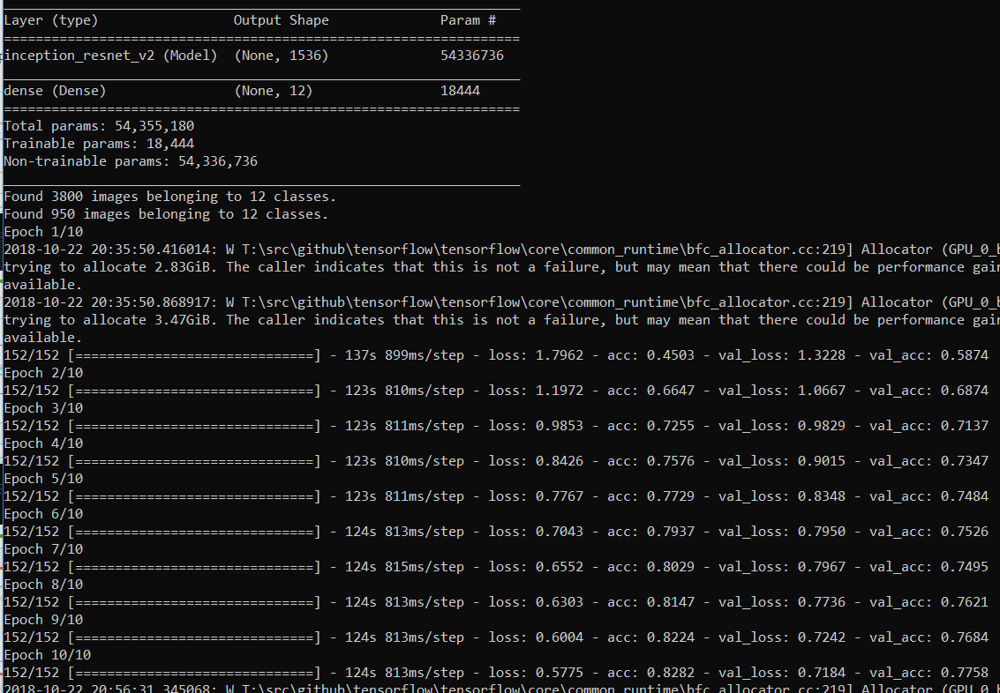 Layer (type) Output Shape Param #
=================================================================
inception_resnet_v2 (Model) (None, 1536) 54336736
_________________________________________________________________
dense (Dense) (None, 12) 18444
=================================================================
Total params: 54,355,180
Trainable params: 18,444
Non-trainable params: 54,336,736
_________________________________________________________________
Found 3800 images belonging to 12 classes.
Found 950 images belonging to 12 classes.
Epoch 1/10
2018-10-22 20:35:50.416014: W T:\src\github\tensorflow\tensorflow\core\common_runtime\bfc_allocator.cc:219] Allocator (GPU_0_b
trying to allocate 2.83GiB. The caller indicates that this is not a failure, but may mean that there could be performance gain
available.
2018-10-22 20:35:50.868917: W T:\src\github\tensorflow\tensorflow\core\common_runtime\bfc_allocator.cc:219] Allocator (GPU_0_b
trying to allocate 3.47GiB. The caller indicates that this is not a failure, but may mean that there could be performance gain
available.
152/152 [==============================] - 137s 899ms/step - loss: 1.7962 - acc: 0.4503 - val_loss: 1.3228 - val_acc: 0.5874
Epoch 2/10
152/152 [==============================] - 123s 810ms/step - loss: 1.1972 - acc: 0.6647 - val_loss: 1.0667 - val_acc: 0.6874
Epoch 3/10
152/152 [==============================] - 123s 811ms/step - loss: 0.9853 - acc: 0.7255 - val_loss: 0.9829 - val_acc: 0.7137
Epoch 4/10
152/152 [==============================] - 123s 810ms/step - loss: 0.8426 - acc: 0.7576 - val_loss: 0.9015 - val_acc: 0.7347
Epoch 5/10
152/152 [==============================] - 123s 811ms/step - loss: 0.7767 - acc: 0.7729 - val_loss: 0.8348 - val_acc: 0.7484
Epoch 6/10
152/152 [==============================] - 124s 813ms/step - loss: 0.7043 - acc: 0.7937 - val_loss: 0.7950 - val_acc: 0.7526
Epoch 7/10
152/152 [==============================] - 124s 815ms/step - loss: 0.6552 - acc: 0.8029 - val_loss: 0.7967 - val_acc: 0.7495
Epoch 8/10
152/152 [==============================] - 124s 813ms/step - loss: 0.6303 - acc: 0.8147 - val_loss: 0.7736 - val_acc: 0.7621
Epoch 9/10
152/152 [==============================] - 124s 813ms/step - loss: 0.6004 - acc: 0.8224 - val_loss: 0.7242 - val_acc: 0.7684
Epoch 10/10
152/152 [==============================] - 124s 813ms/step - loss: 0.5775 - acc: 0.8282 - val_loss: 0.7184 - val_acc: 0.7758
2018-10-22 20:56:31.345068: W T:\src\github\tensorflow\tensorflow\core\common_runtime\bfc_allocator.cc:219] Allocator (GPU_0_b